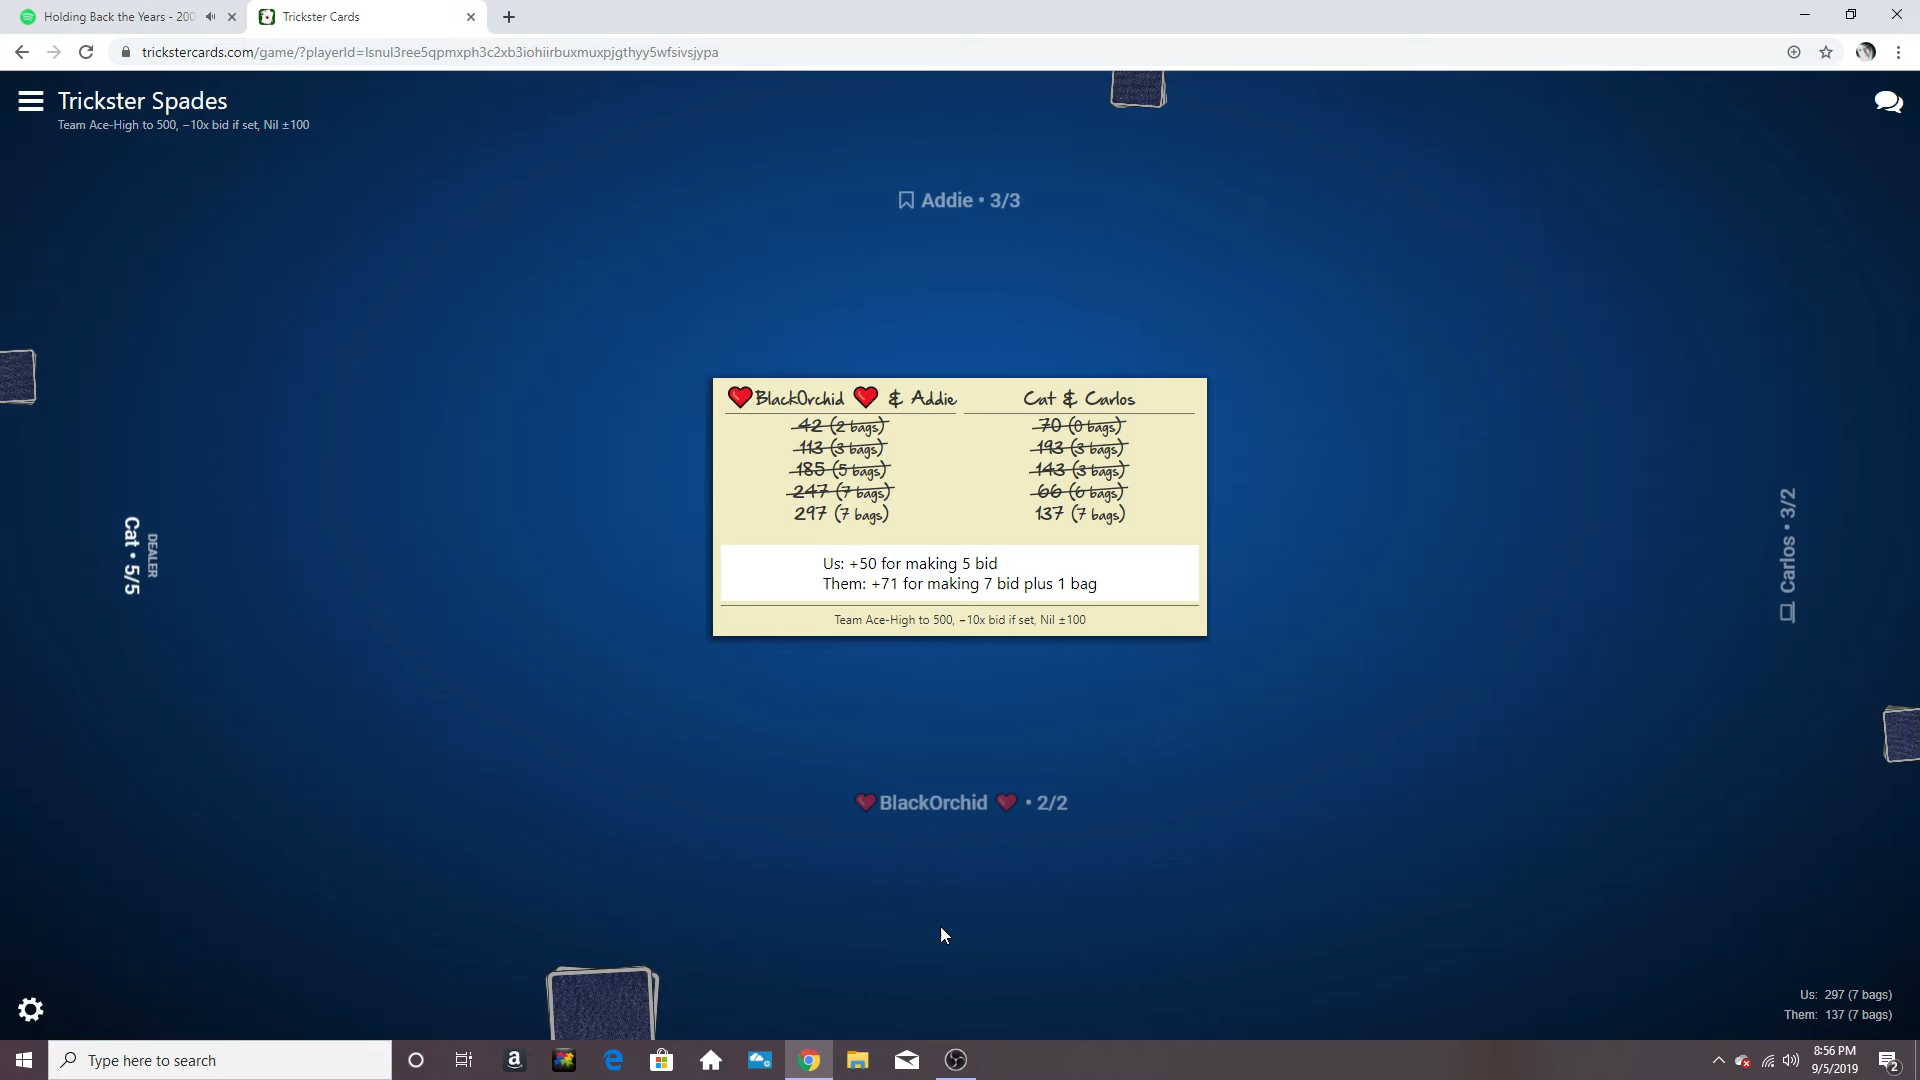 Holding Back the Years - 200
Trickster Cards
trickstercards.com/game/?playerId=lsnul3ree5qpmxph3c2xb3iohiirbuxmuxpjgthyy5wfsivsjypa
Trickster Spades
Team Ace-High to 500, −10x bid if set, Nil ±100
Addie • 3/3
❤️BlackOrchid ❤️ & Addie
Cat & Carlos
42 (2 bags)
70 (0 bags)
113 (3 bags)
193 (3 bags)
185 (5 bags)
143 (3 bags)
247 (7 bags)
66 (6 bags)
297 (7 bags)
137 (7 bags)
Us: +50 for making 5 bid
Them: +71 for making 7 bid plus 1 bag
Team Ace-High to 500, −10x bid if set, Nil ±100
DEALER
Cat • 5/5
Carlos • 3/2
❤️BlackOrchid ❤️ • 2/2
Us: 297 (7 bags)
Them: 137 (7 bags)
Type here to search
8:56 PM
9/5/2019
2